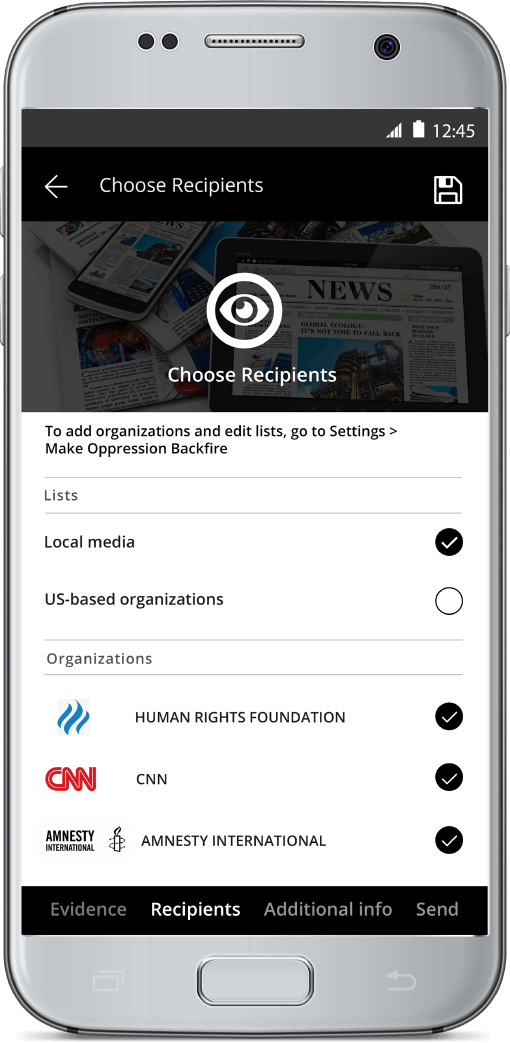 12:45
Choose Recipients
NEWS
GLOBAL ECOLOGY:
IT'S NOT TIME TO FALL BACK
Choose Recipients
To add organizations and edit lists, go to Settings >
Make Oppression Backfire
Lists
Local media
US-based organizations
Organizations
HUMAN RIGHTS FOUNDATION
CNN CNN
AMNESTY INTERNATIONAL AMNESTY INTERNATIONAL
Evidence Recipients Additional info Send